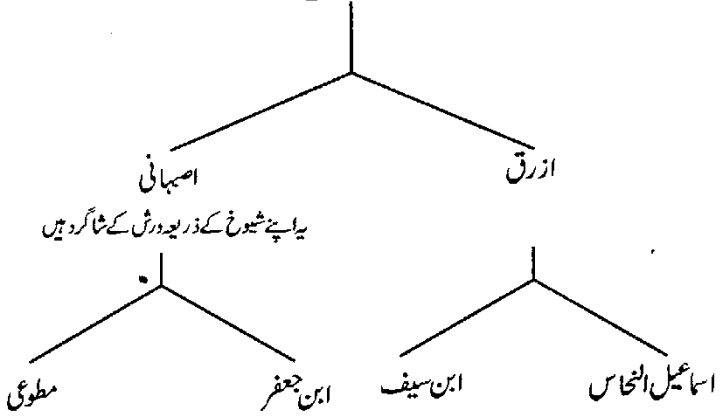 ازرق
اصبہانی
یہ اپنے شیوخ کے ذریعہ ورش کے شاگرد ہیں
اسماعیل النحاس
ابن سیف
ابن جعفر
مطوعی